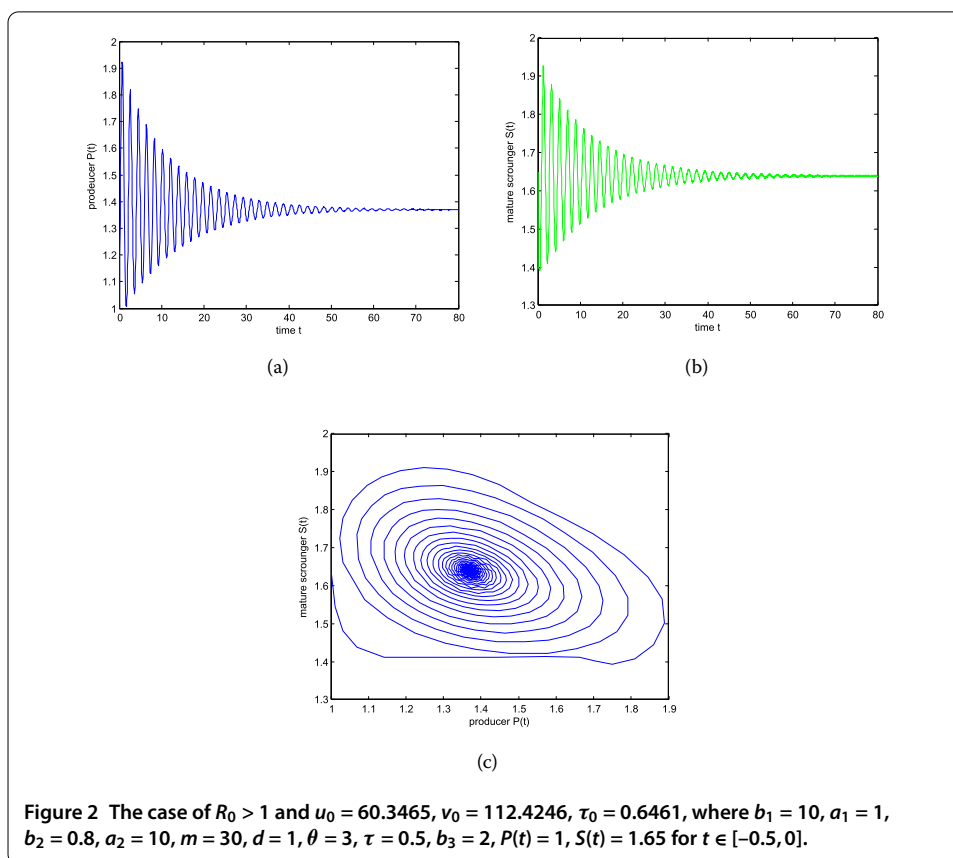 2
1.9
1.8
1.7
1.6
1.5
1.4
1.3
1.2
1.1
1
prodeucer P(t)
0 10 20 30 40 50 60 70 80
time t
(a)
2
1.9
1.8
1.7
1.6
1.5
1.4
1.3
mature scrounger S(t)
0 10 20 30 40 50 60 70 80
time t
(b)
2
1.9
1.8
1.7
1.6
1.5
1.4
1.3
mature scrounger S(t)
1 1.1 1.2 1.3 1.4 1.5 1.6 1.7 1.8 1.9
producer P(t)
(c)
Figure 2 The case of R₀ > 1 and u₀ = 60.3465, v₀ = 112.4246, τ₀ = 0.6461, where b₁ = 10, a₁ = 1,
b₂ = 0.8, a₂ = 10, m = 30, d = 1, θ = 3, τ = 0.5, b₃ = 2, P(t) = 1, S(t) = 1.65 for t ∈ [–0.5, 0].